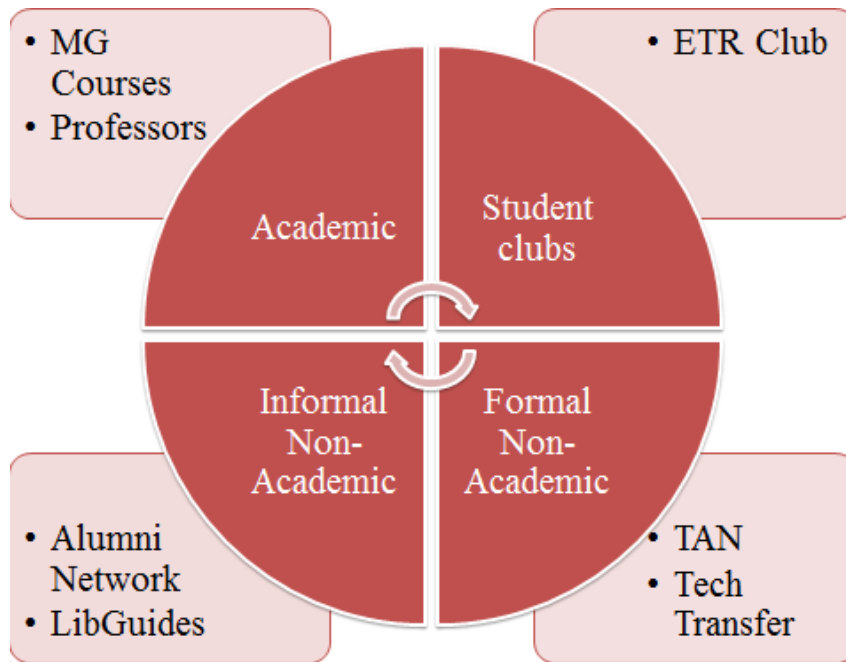 • MG
Courses
• Professors
• ETR Club
Academic
Student
clubs
Informal
Non-
Academic
Formal
Non-
Academic
• Alumni
Network
• LibGuides
• TAN
• Tech
Transfer